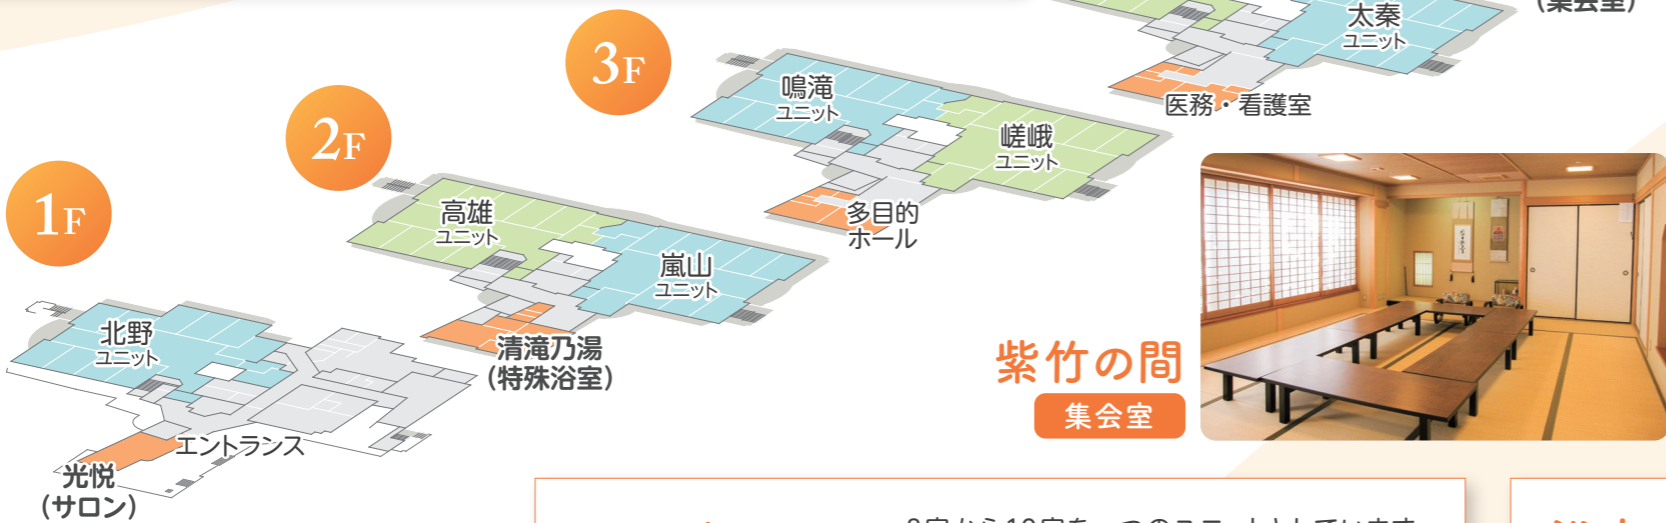 （集会室）
太秦
ユニット
医務・看護室
3F
鳴滝
ユニット
嵯峨
ユニット
多目的
ホール
2F
高雄
ユニット
嵐山
ユニット
清滝乃湯
（特殊浴室）
1F
北野
ユニット
エントランス
光悦
（サロン）
紫竹の間
集会室